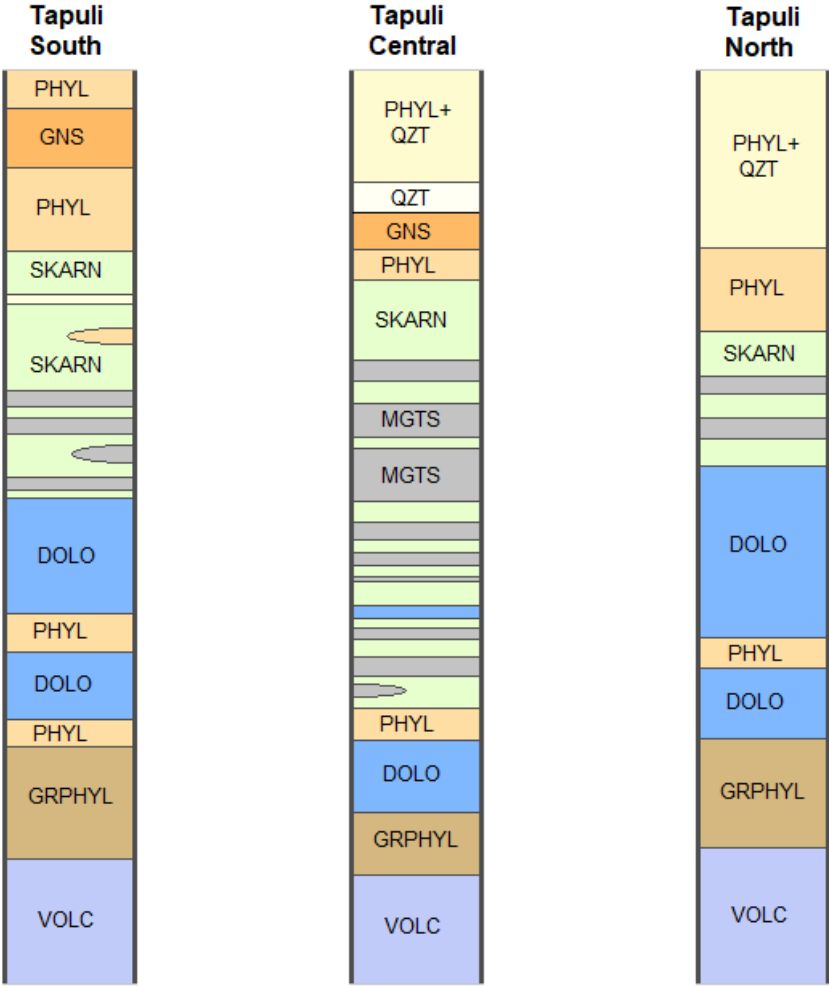 Tapuli
South
PHYL
GNS
PHYL
SKARN
SKARN
DOLO
PHYL
DOLO
PHYL
GRPHYL
VOLC
Tapuli
Central
PHYL+
QZT
QZT
GNS
PHYL
SKARN
MGTS
MGTS
PHYL
DOLO
GRPHYL
VOLC
Tapuli
North
PHYL+
QZT
PHYL
SKARN
DOLO
PHYL
DOLO
GRPHYL
VOLC